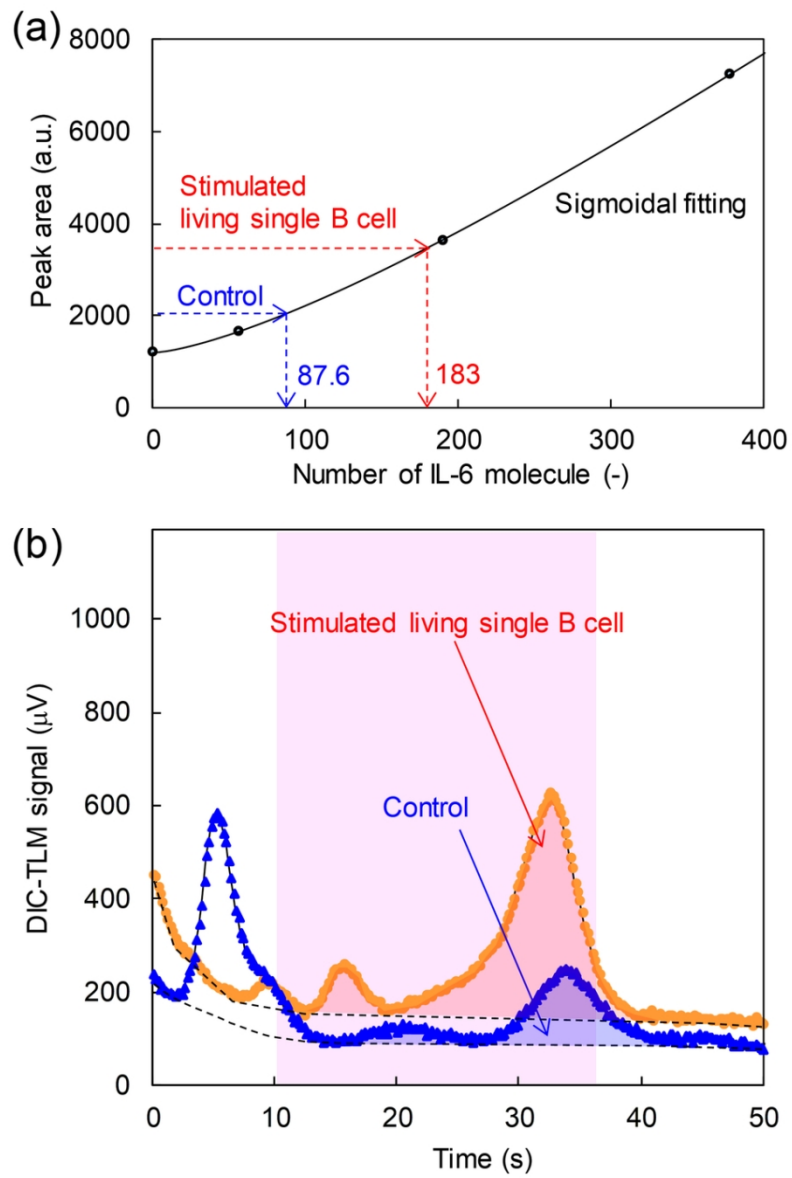 (a)
8000
6000
4000
2000
0
Peak area (a.u.)
Stimulated
living single B cell
Control
Sigmoidal fitting
87.6
183
0 100 200 300 400
Number of IL-6 molecule (-)
(b)
1000
800
600
400
200
0
DIC-TLM signal (μV)
Stimulated living single B cell
Control
0 10 20 30 40 50
Time (s)